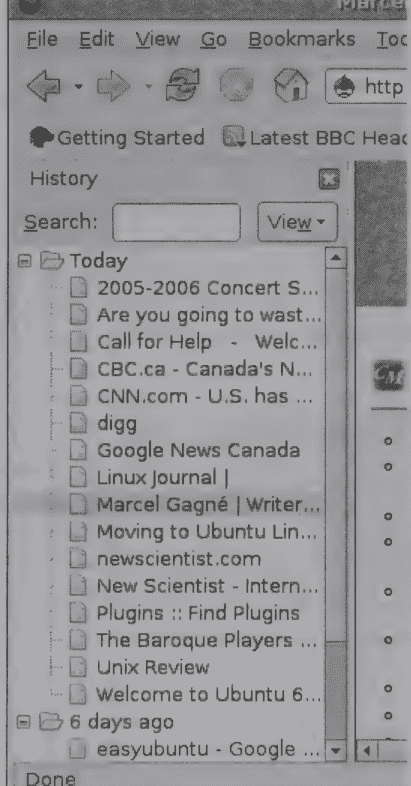 Marce
File Edit View Go Bookmarks Too
http
Getting Started Latest BBC Head
History
Search: View
Today
2005-2006 Concert S...
Are you going to wast...
Call for Help - Welc...
CBC.ca - Canada's N...
CNN.com - U.S. has ...
digg
Google News Canada
Linux Journal |
Marcel Gagné | Writer...
Moving to Ubuntu Lin...
newscientist.com
New Scientist - Intern...
Plugins :: Find Plugins
The Baroque Players ...
Unix Review
Welcome to Ubuntu 6...
6 days ago
easyubuntu - Google ...
Done